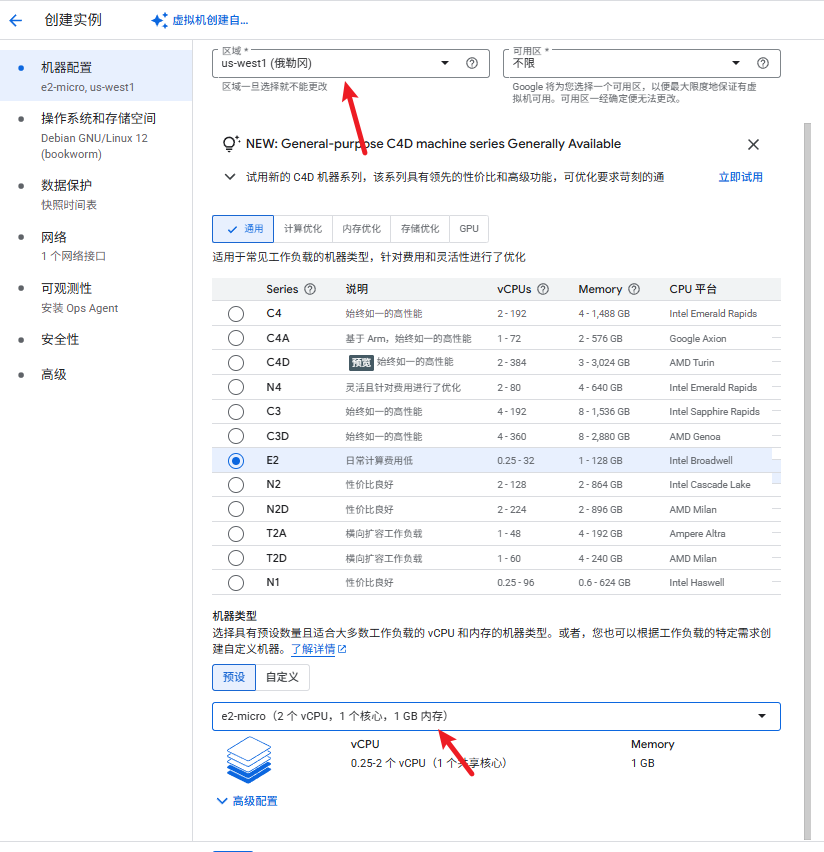 创建实例
虚拟机创建自...
机器配置
e2-micro, us-west1
操作系统和存储空间
Debian GNU/Linux 12
(bookworm)
数据保护
快照时间表
网络
1 个网络接口
可观测性
安装 Ops Agent
安全性
高级
区域 *
us-west1 (俄勒冈)
区域一旦选择就不能更改
可用区 *
不限
Google 将为您选择一个可用区，以便最大限度地保证有虚
拟机可用。可用区一经确定便无法更改。
NEW: General-purpose C4D machine series Generally Available
试用新的 C4D 机器系列，该系列具有领先的性价比和高级功能，可优化要求苛刻的通
立即试用
通用 计算优化 内存优化 存储优化 GPU
适用于常见工作负载的机器类型，针对费用和灵活性进行了优化
Series 说明 vCPUs Memory CPU 平台
C4 始终如一的高性能 2 - 192 4 - 1,488 GB Intel Emerald Rapids
C4A 基于 Arm，始终如一的高性能 1 - 72 2 - 576 GB Google Axion
C4D 预览 始终如一的高性能 2 - 384 3 - 3,024 GB AMD Turin
N4 灵活且针对费用进行了优化 2 - 80 4 - 640 GB Intel Emerald Rapids
C3 始终如一的高性能 4 - 192 8 - 1,536 GB Intel Sapphire Rapids
C3D 始终如一的高性能 4 - 360 8 - 2,880 GB AMD Genoa
E2 日常计算费用低 0.25 - 32 1 - 128 GB Intel Broadwell
N2 性价比良好 2 - 128 2 - 864 GB Intel Cascade Lake
N2D 性价比良好 2 - 224 2 - 896 GB AMD Milan
T2A 横向扩容工作负载 1 - 48 4 - 192 GB Ampere Altra
T2D 横向扩容工作负载 1 - 60 4 - 240 GB AMD Milan
N1 性价比良好 0.25 - 96 0.6 - 624 GB Intel Haswell
机器类型
选择具有预设数量且适合大多数工作负载的 vCPU 和内存的机器类型。或者，您也可以根据工作负载的特定需求创
建自定义机器。了解详情
预设 自定义
e2-micro（2 个 vCPU，1 个核心，1 GB 内存）
vCPU Memory
0.25-2 个 vCPU（1 个共享核心） 1 GB
高级配置